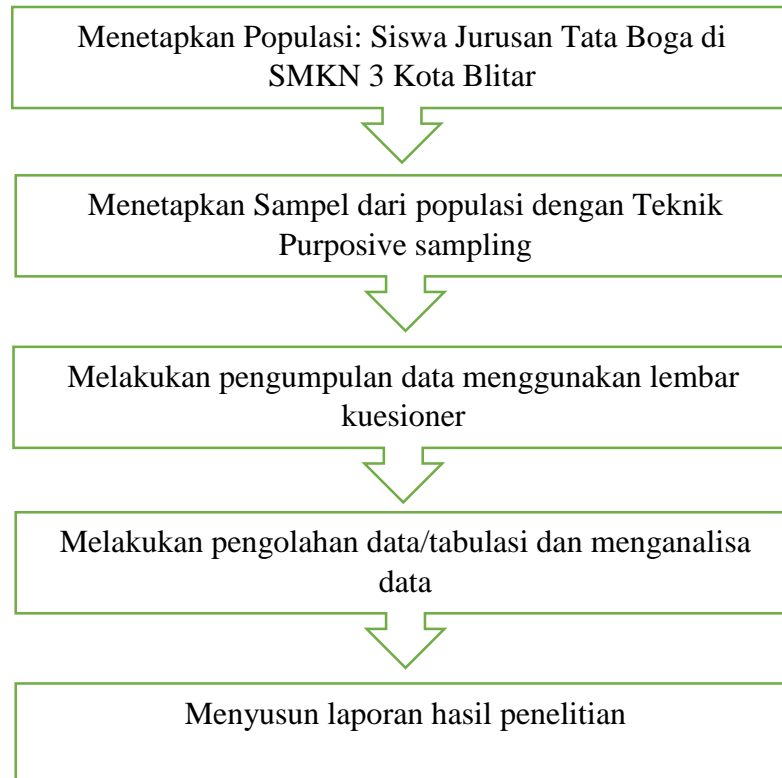 Menetapkan Populasi: Siswa Jurusan Tata Boga di
SMKN 3 Kota Blitar
Menetapkan Sampel dari populasi dengan Teknik
Purposive sampling
Melakukan pengumpulan data menggunakan lembar
kuesioner
Melakukan pengolahan data/tabulasi dan menganalisa
data
Menyusun laporan hasil penelitian